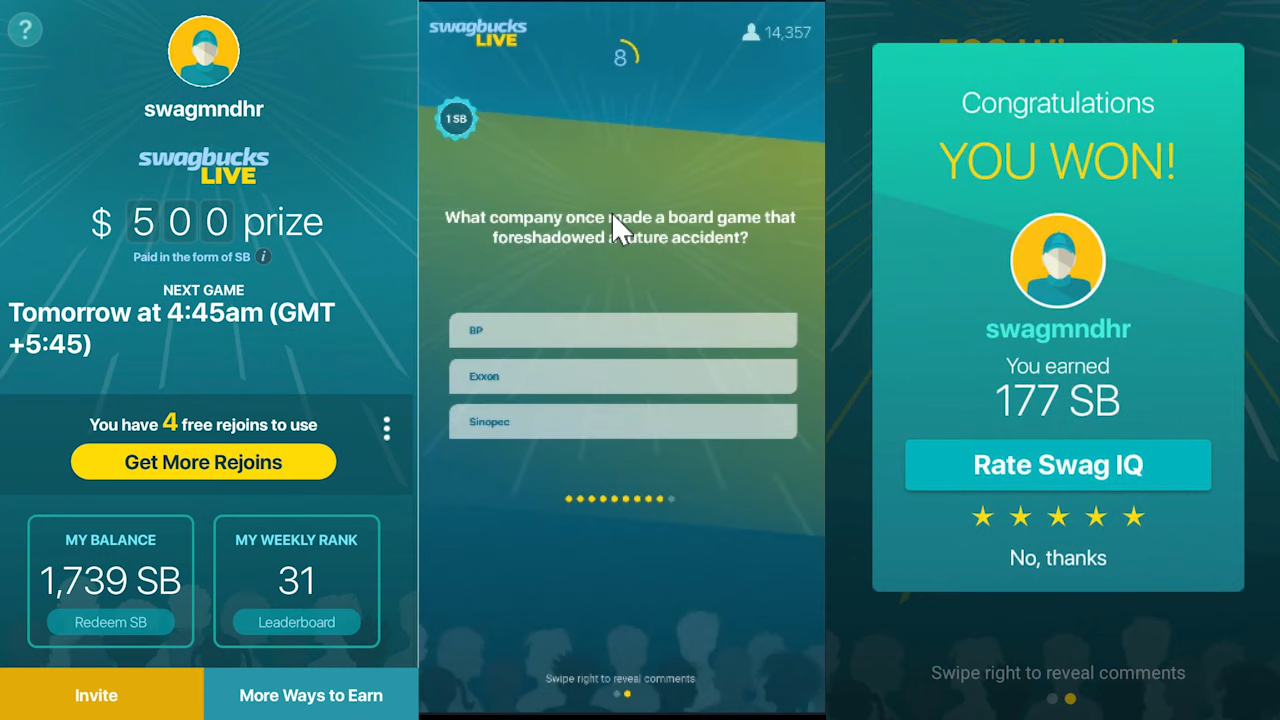 ?
swagmndhr
swagbucks
LIVE
$ 500 prize
Paid in the form of SB i
NEXT GAME
Tomorrow at 4:45am (GMT
+5:45)
You have 4 free rejoins to use
Get More Rejoins
MY BALANCE
1,739 SB
Redeem SB
MY WEEKLY RANK
31
Leaderboard
Invite
More Ways to Earn
swagbucks
LIVE
8
14,357
1 SB
What company once made a board game that
foreshadowed a future accident?
BP
Exxon
Sinopec
Swipe right to reveal comments
Congratulations
YOU WON!
swagmndhr
You earned
177 SB
Rate Swag IQ
No, thanks
Swipe right to reveal comments